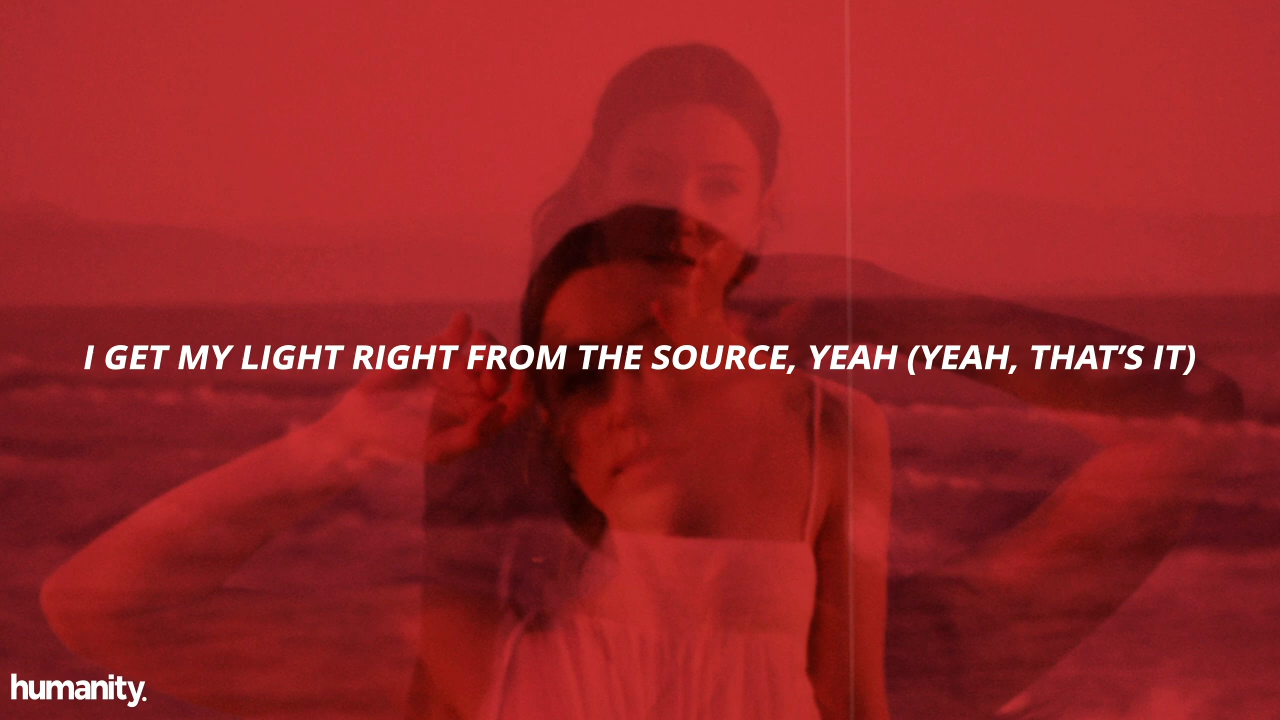 I GET MY LIGHT RIGHT FROM THE SOURCE, YEAH (YEAH, THAT’S IT)
humanity.